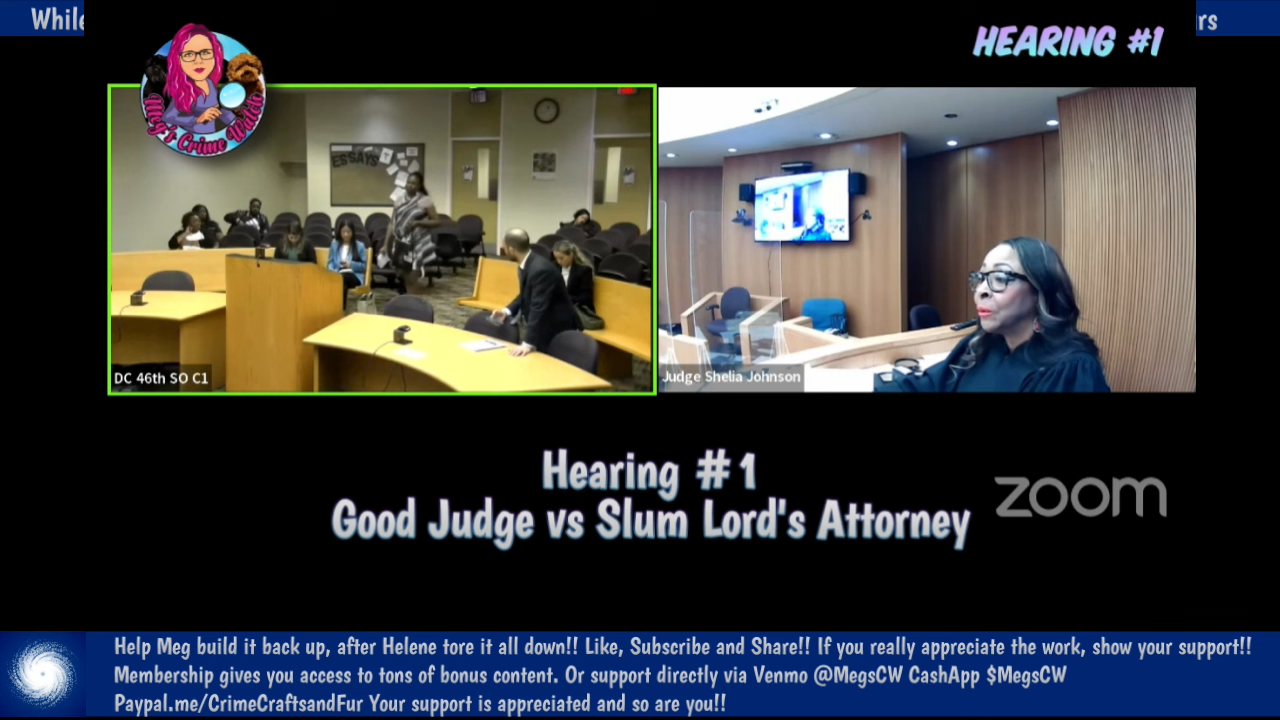 While
rs
HEARING #1
Meg's Crime Watch
ESSAYS
DC 46th SO C1
Judge Shelia Johnson
Hearing #1
Good Judge vs Slum Lord's Attorney
zoom
Help Meg build it back up, after Helene tore it all down!! Like, Subscribe and Share!! If you really appreciate the work, show your support!!
Membership gives you access to tons of bonus content. Or support directly via Venmo @MegsCW CashApp $MegsCW
Paypal.me/CrimeCraftsandFur Your support is appreciated and so are you!!